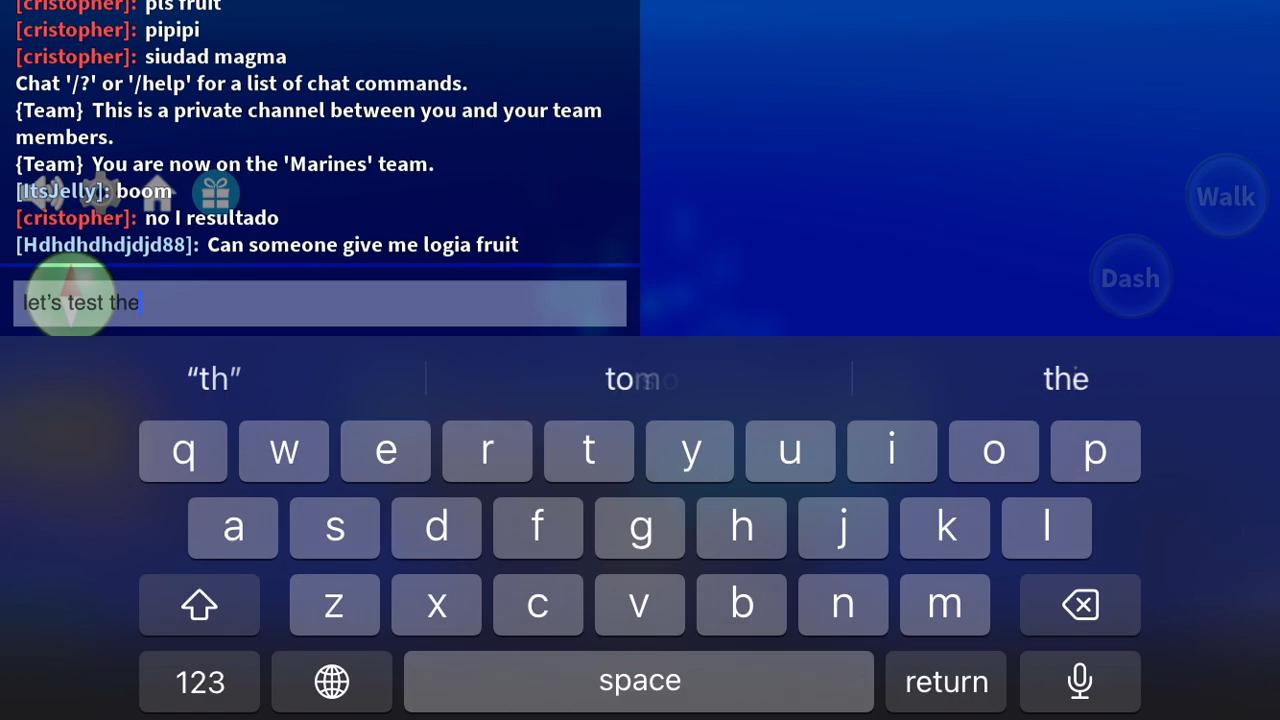 [cristopher]: pls fruit
[cristopher]: pipipi
[cristopher]: siudad magma
Chat '/?' or '/help' for a list of chat commands.
{Team} This is a private channel between you and your team
members.
{Team} You are now on the 'Marines' team.
[ItsJelly]: boom
[cristopher]: no I resultado
[Hdhdhdhdjdjd88]: Can someone give me logia fruit
Walk
Dash
let's test the
“th” to the
q w e r t y u i o p
a s d f g h j k l
z x c v b n m
123 space return